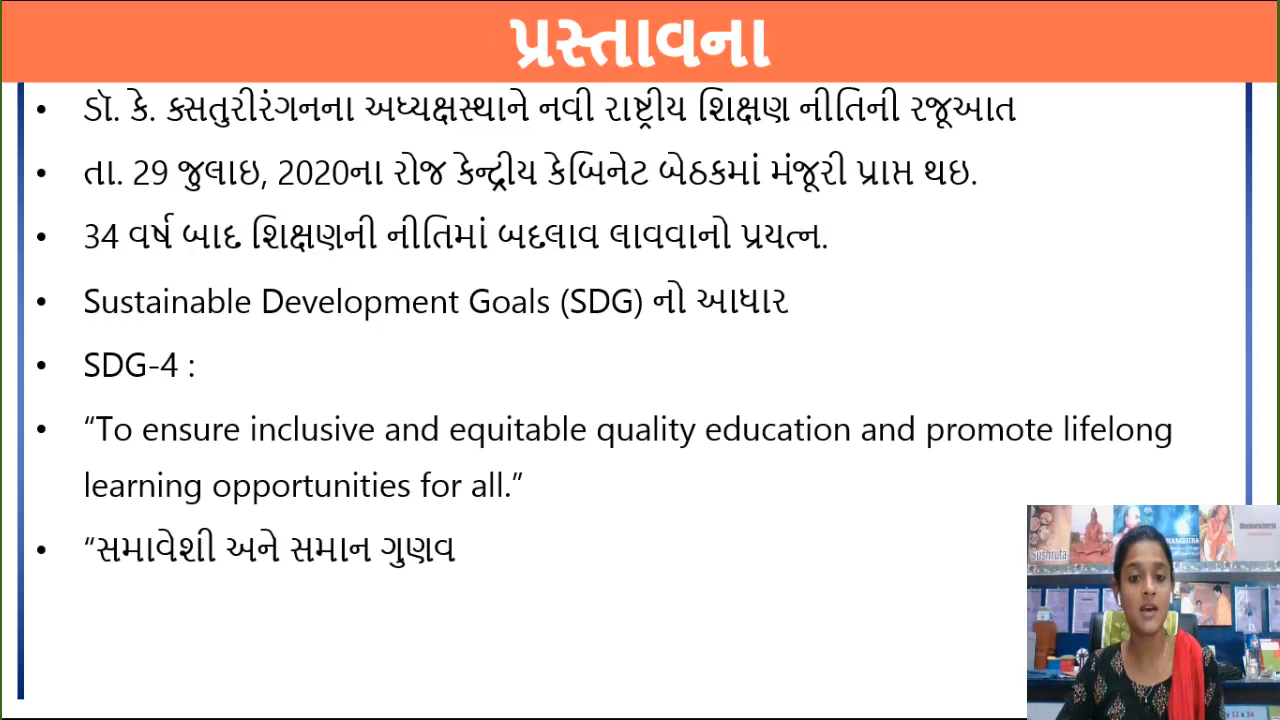 પ્રસ્તાવના
• ડૉ. કે. કસતુરીરંગનના અધ્યક્ષસ્થાને નવી રાષ્ટ્રીય શિક્ષણ નીતિની રજૂઆત
• તા. 29 જુલાઇ, 2020ના રોજ કેન્દ્રીય કેબિનેટ બેઠકમાં મંજૂરી પ્રાપ્ત થઇ.
• 34 વર્ષ બાદ શિક્ષણની નીતિમાં બદલાવ લાવવાનો પ્રયત્ન.
• Sustainable Development Goals (SDG) નો આધાર
• SDG-4 :
• “To ensure inclusive and equitable quality education and promote lifelong
learning opportunities for all.”
• “સમાવેશી અને સમાન ગુણવ
Sushruta